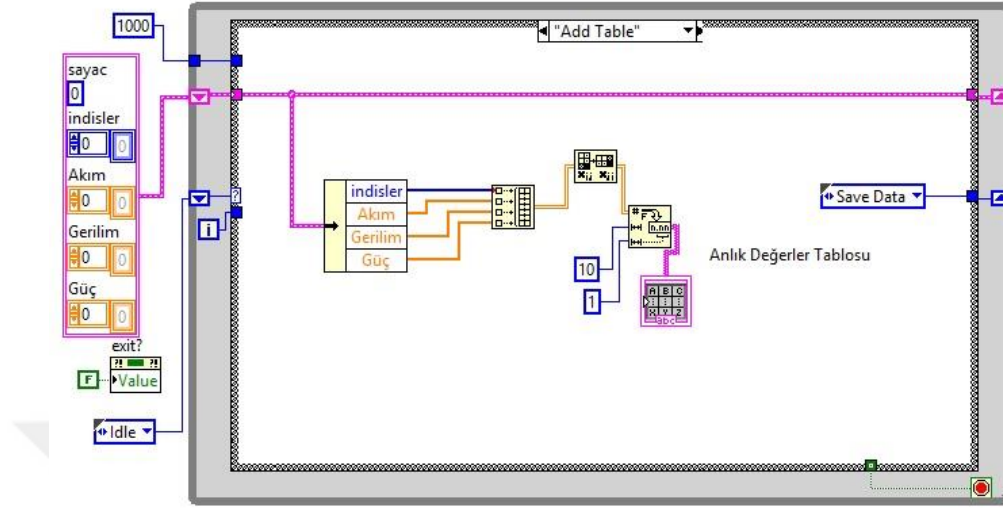 1000
"Add Table"
sayac
0
indisler
0
0
Akım
0
0
Gerilim
0
0
Güç
0
0
exit?
F
Value
Idle
?
i
indisler
Akım
Gerilim
Güç
10
1
Anlık Değerler Tablosu
Save Data